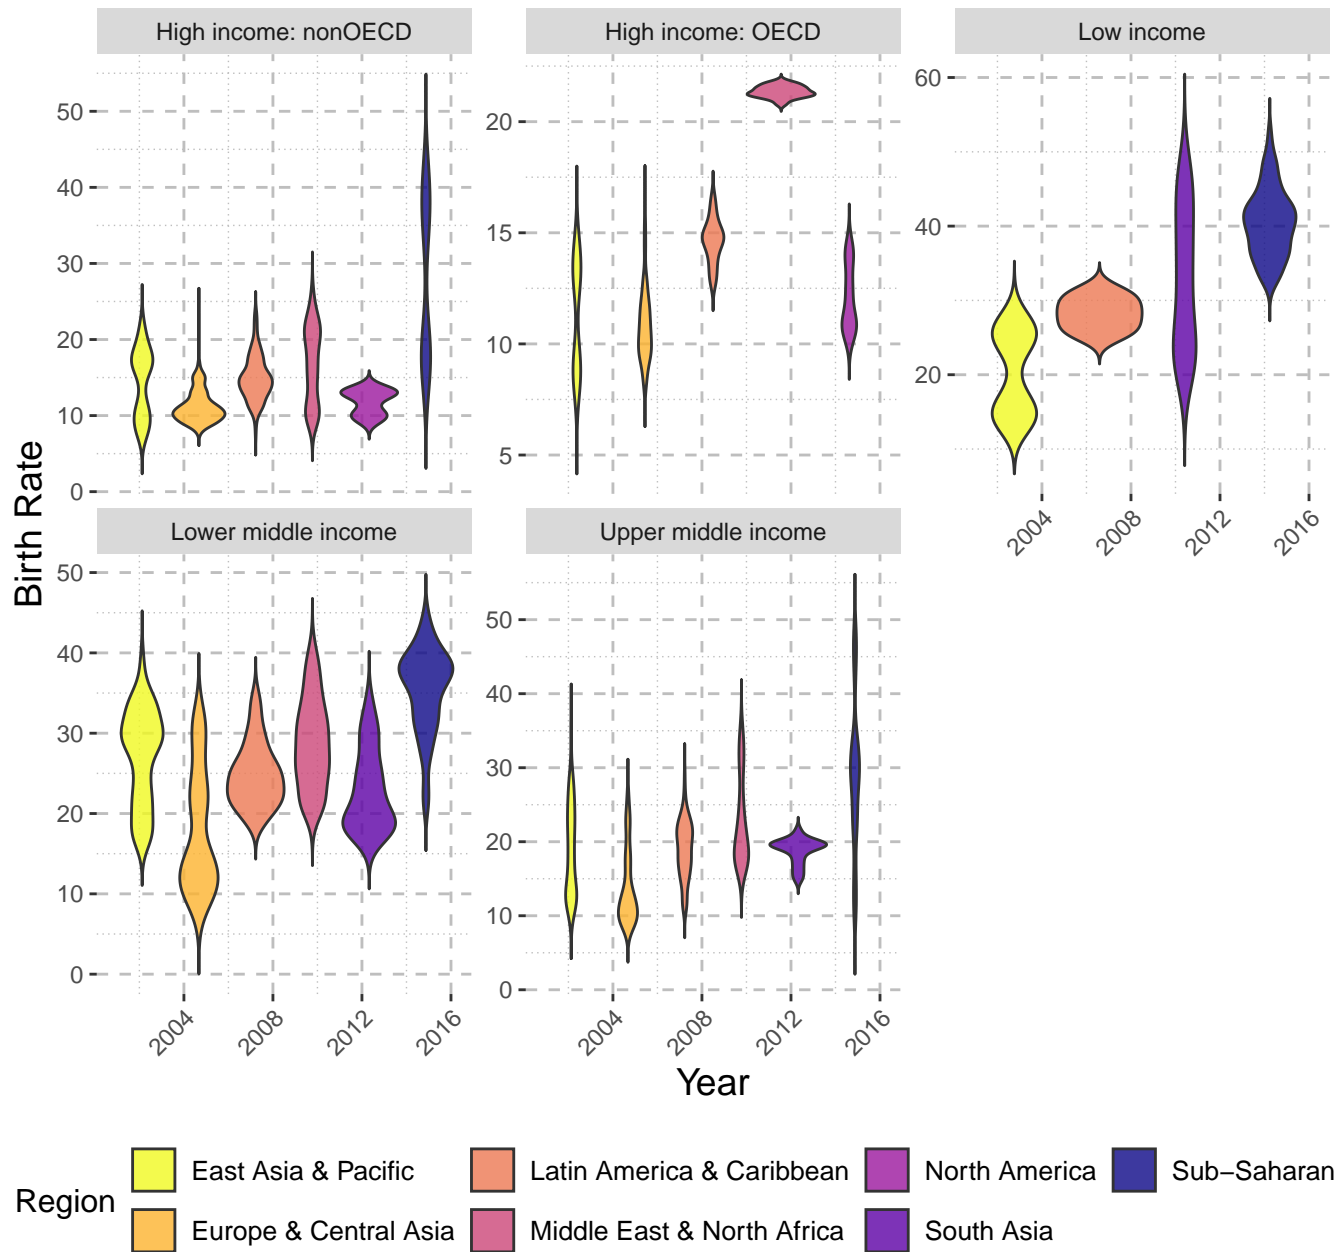 High income: nonOECD
High income: OECD
Low income
50
40
30
20
10
0
20
15
10
5
60
40
20
2004
2008
2012
2016
Birth Rate
Lower middle income
Upper middle income
50
40
30
20
10
0
50
40
30
20
10
0
2004
2008
2012
2016
2004
2008
2012
2016
Year
Region
East Asia & Pacific
Latin America & Caribbean
North America
Sub−Saharan
Europe & Central Asia
Middle East & North Africa
South Asia